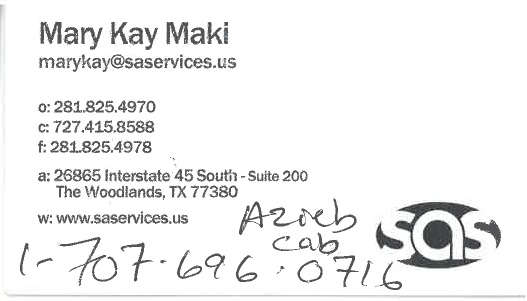 Mary Kay Maki
marykay@saservices.us
o: 281.825.4970
c: 727.415.8588
f: 281.825.4978
a: 26865 Interstate 45 South - Suite 200
The Woodlands, TX 77380
w: www.saservices.us
cab
sas
1-707.696.0716